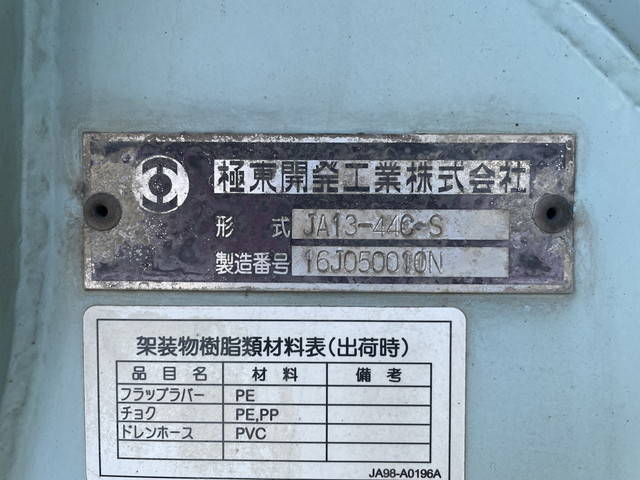 極東開発工業株式会社
形式 JA13-44C-S
製造番号 16J050010N
架装物樹脂類材料表(出荷時)
品目名 材料 備考
フラップラバー PE
チョク PE,PP
ドレンホース PVC
JA98-A0196A